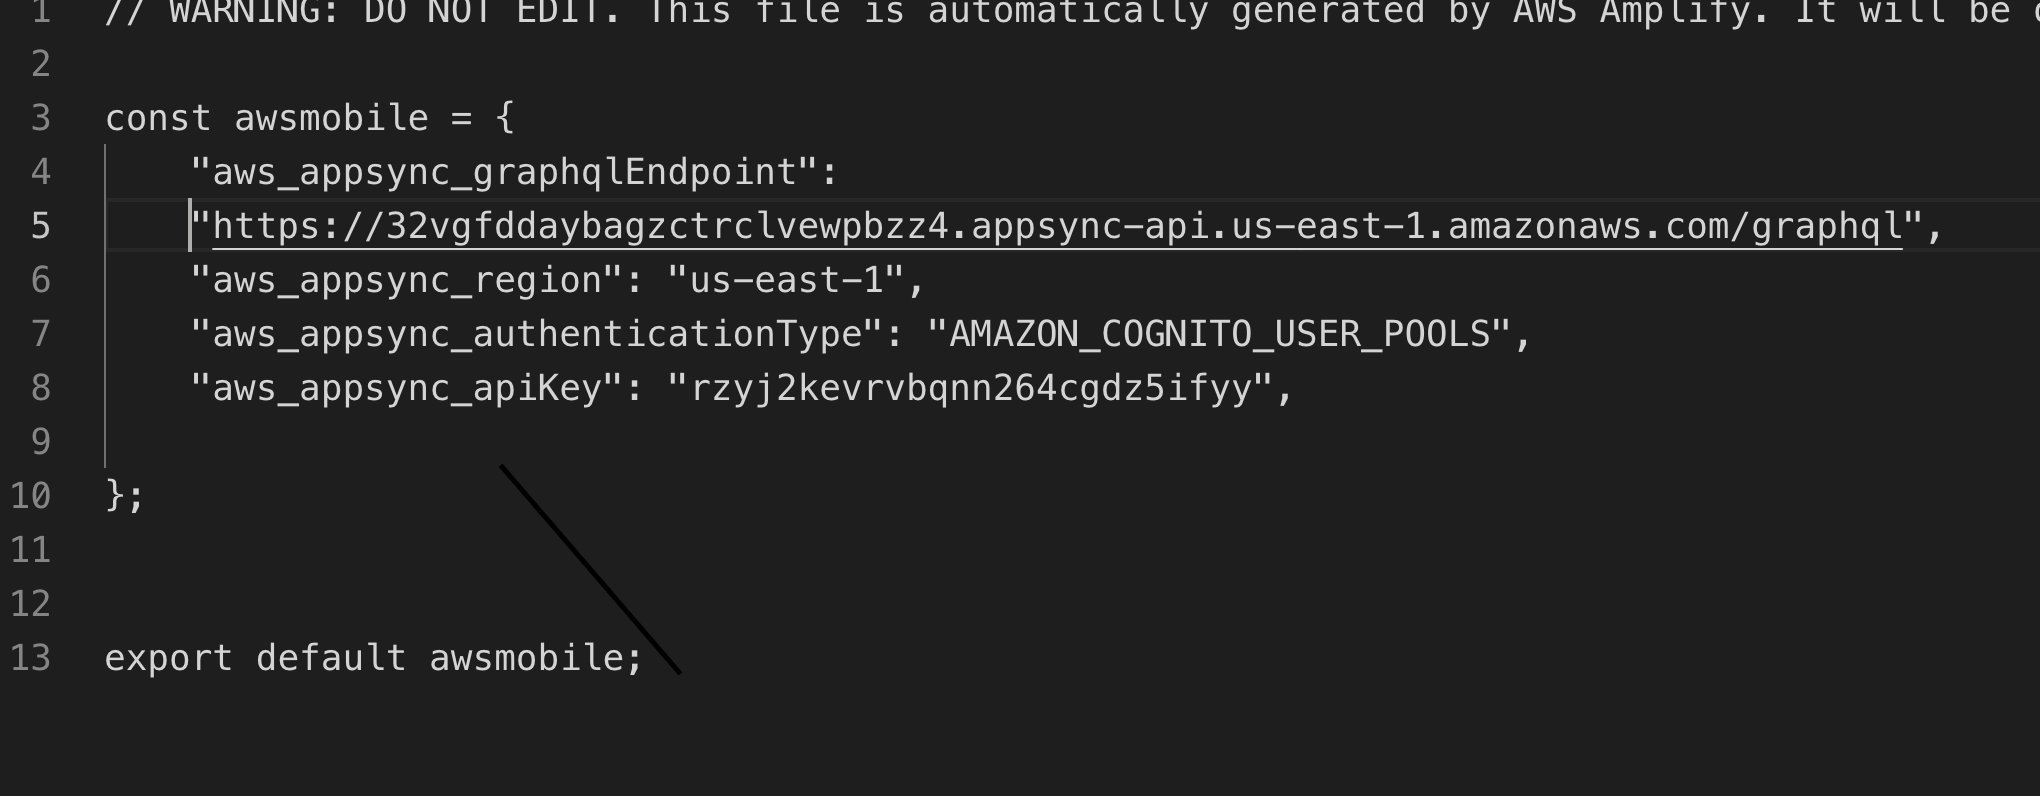 1 // WARNING: DO NOT EDIT. This file is automatically generated by AWS Amplify. It will be
2
3 const awsmobile = {
4 "aws_appsync_graphqlEndpoint":
5 "https://32vgfddaybagzctrclvewpbzz4.appsync-api.us-east-1.amazonaws.com/graphql",
6 "aws_appsync_region": "us-east-1",
7 "aws_appsync_authenticationType": "AMAZON_COGNITO_USER_POOLS",
8 "aws_appsync_apiKey": "rzyj2kevrvbqnn264cgdz5ifyy",
9
10 };
11
12
13 export default awsmobile;